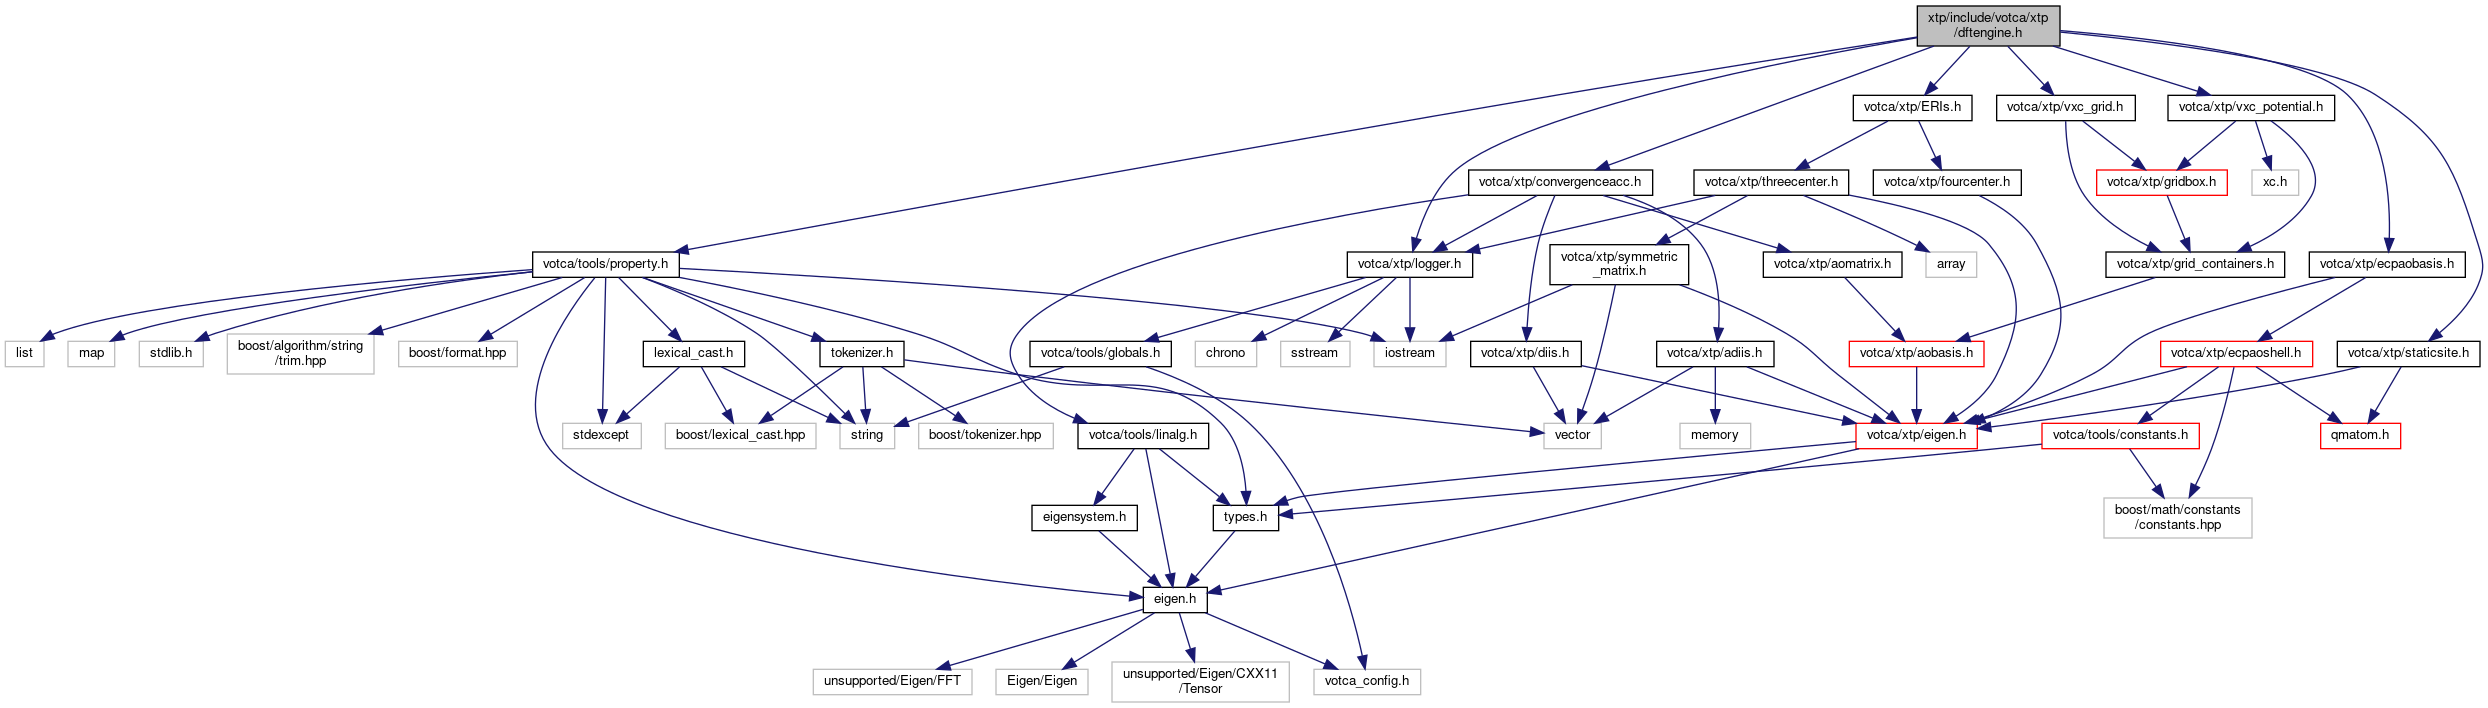 xtp/include/votca/xtp
/dftengine.h
votca/xtp/ERIs.h
votca/xtp/vxc_grid.h
votca/xtp/vxc_potential.h
votca/xtp/convergenceacc.h
votca/xtp/threecenter.h
votca/xtp/fourcenter.h
votca/xtp/gridbox.h
xc.h
votca/tools/property.h
votca/xtp/logger.h
votca/xtp/symmetric
_matrix.h
votca/xtp/aomatrix.h
array
votca/xtp/grid_containers.h
votca/xtp/ecpaobasis.h
list
map
stdlib.h
boost/algorithm/string
/trim.hpp
boost/format.hpp
lexical_cast.h
tokenizer.h
votca/tools/globals.h
chrono
sstream
iostream
votca/xtp/diis.h
votca/xtp/adiis.h
votca/xtp/aobasis.h
votca/xtp/ecpaoshell.h
votca/xtp/staticsite.h
stdexcept
boost/lexical_cast.hpp
string
boost/tokenizer.hpp
votca/tools/linalg.h
vector
memory
votca/xtp/eigen.h
votca/tools/constants.h
qmatom.h
eigensystem.h
types.h
boost/math/constants
/constants.hpp
eigen.h
unsupported/Eigen/FFT
Eigen/Eigen
unsupported/Eigen/CXX11
/Tensor
votca_config.h